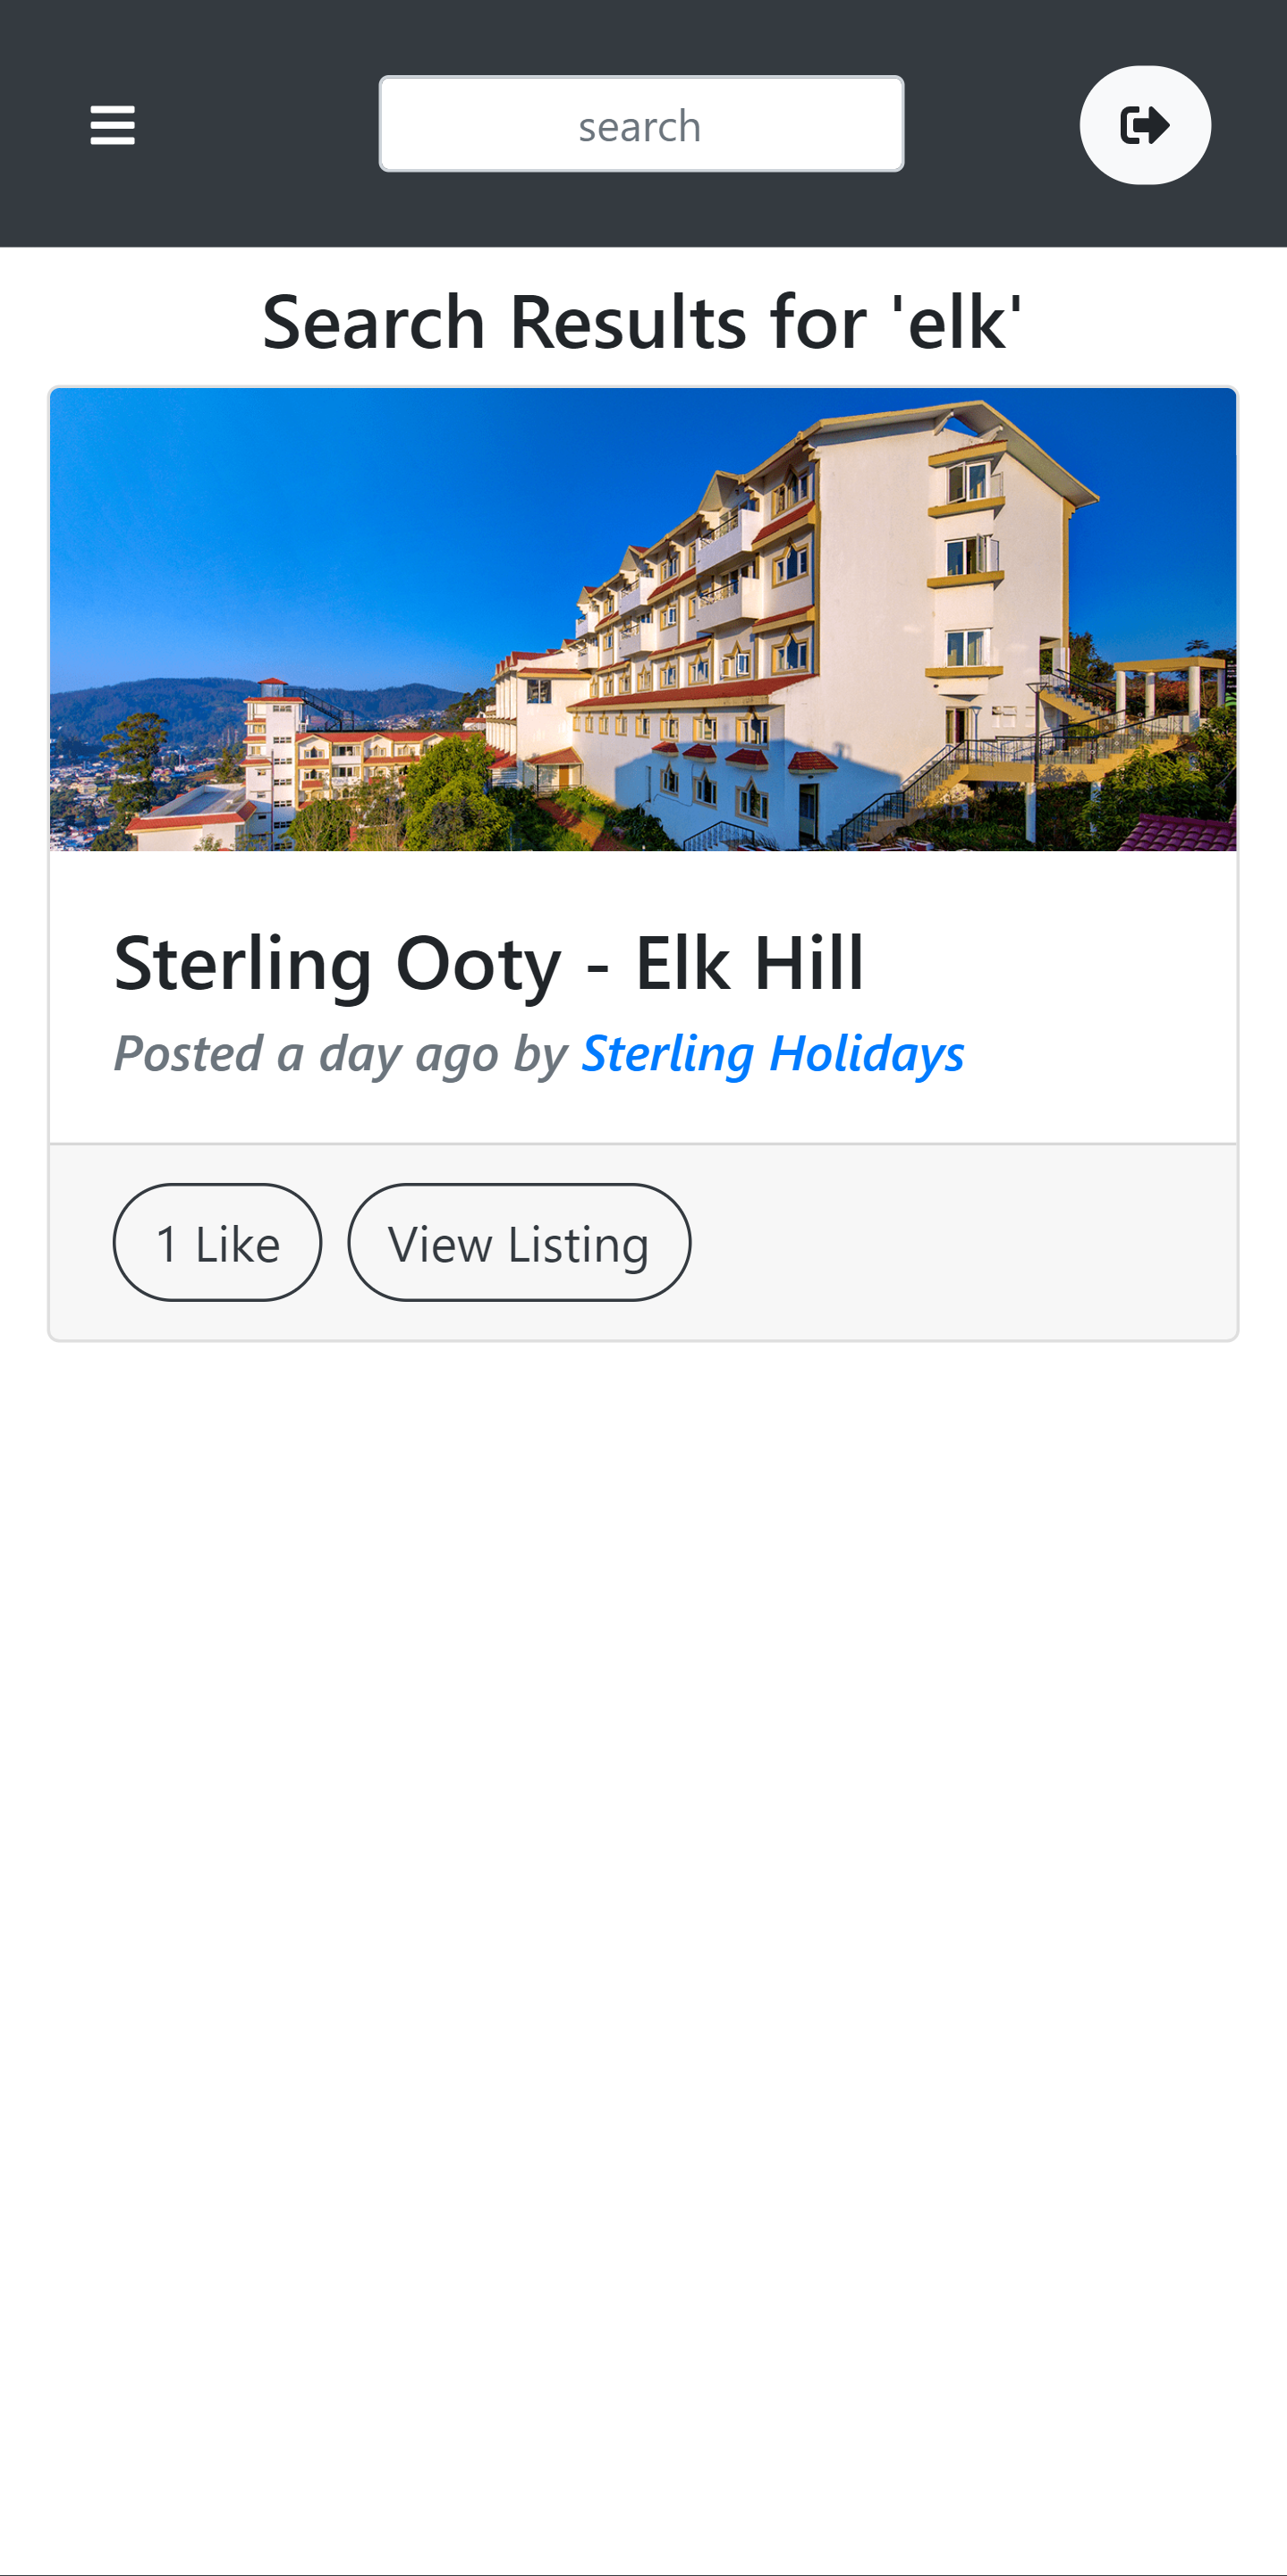 search
Search Results for 'elk'
Sterling Ooty - Elk Hill
Posted a day ago by Sterling Holidays
1 Like
View Listing